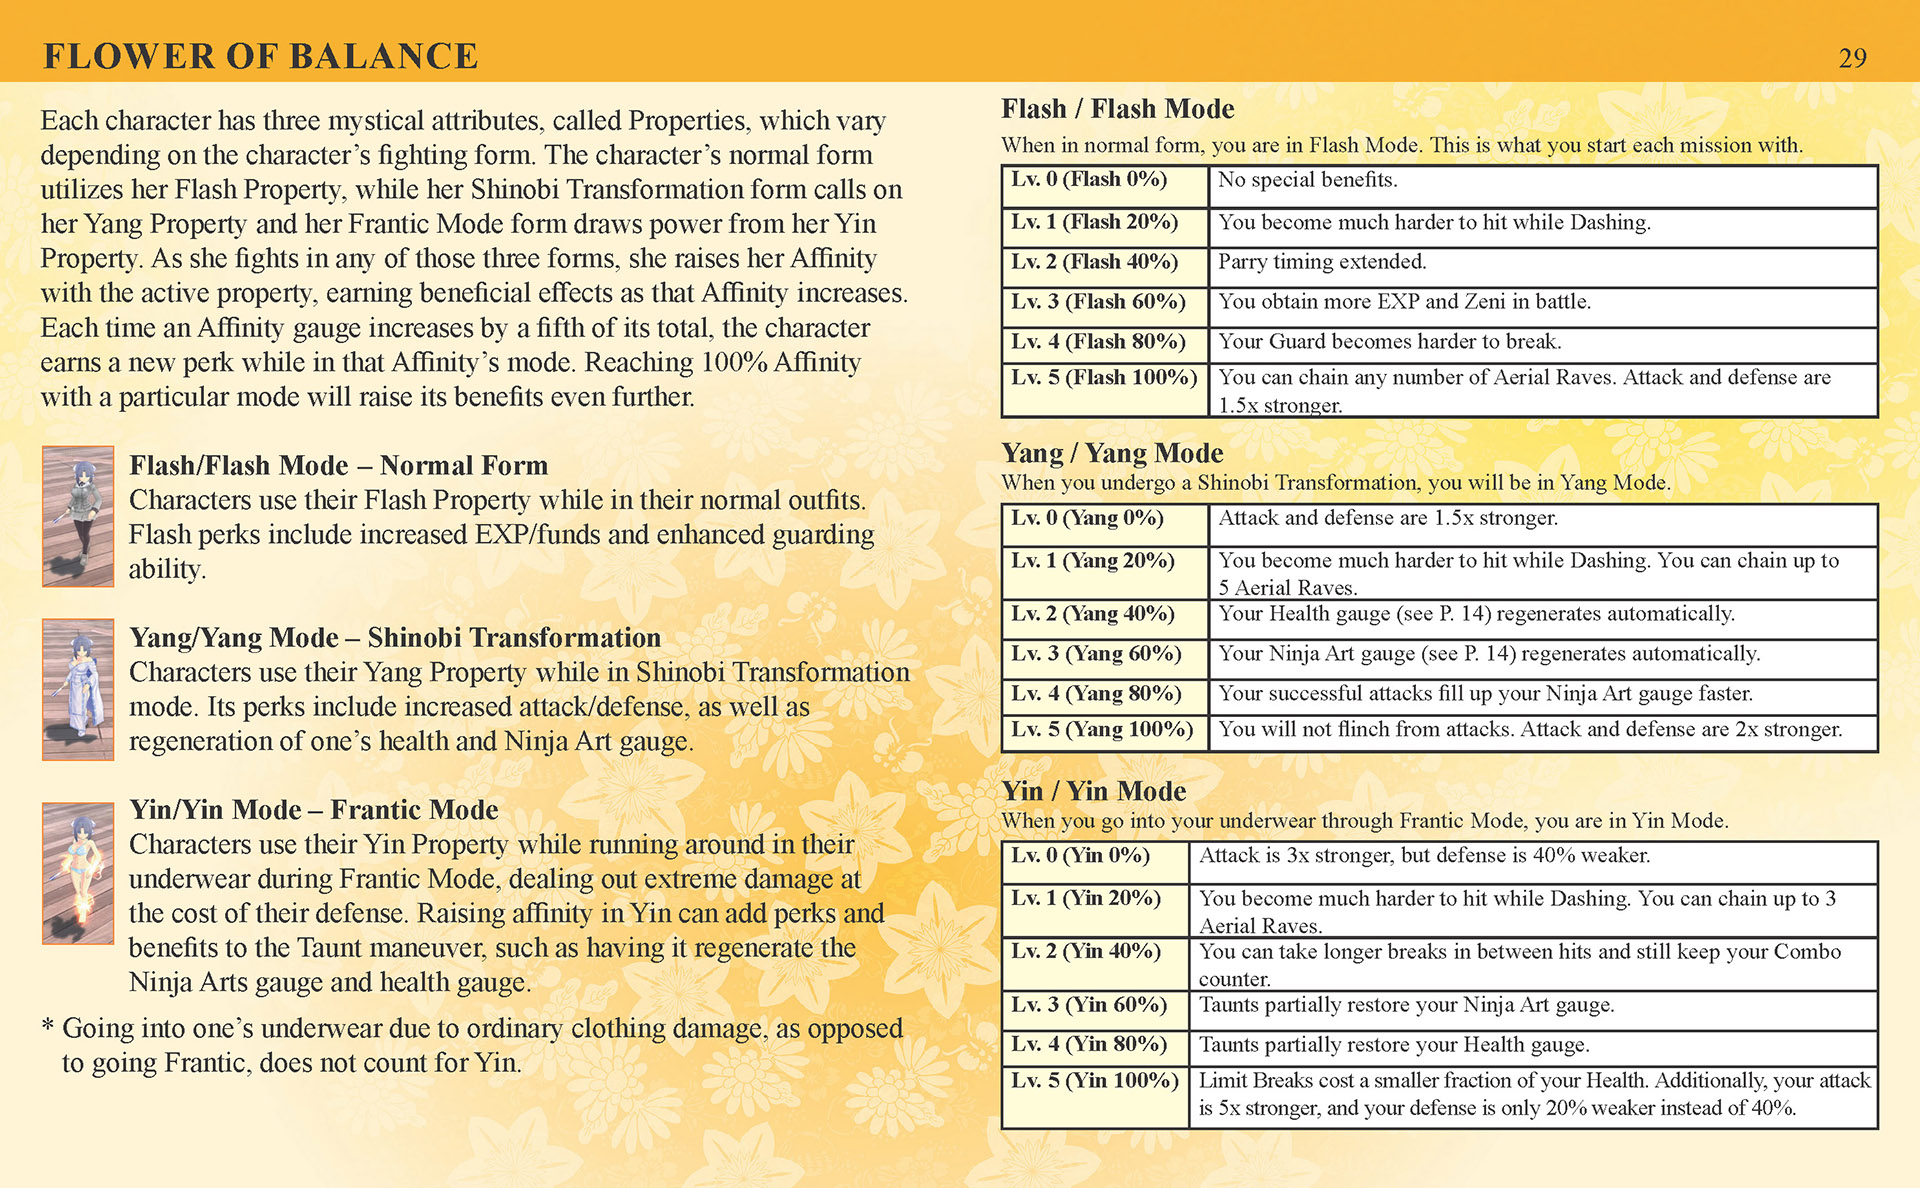 FLOWER OF BALANCE
29
Each character has three mystical attributes, called Properties, which vary
depending on the character’s fighting form. The character’s normal form
utilizes her Flash Property, while her Shinobi Transformation form calls on
her Yang Property and her Frantic Mode form draws power from her Yin
Property. As she fights in any of those three forms, she raises her Affinity
with the active property, earning beneficial effects as that Affinity increases.
Each time an Affinity gauge increases by a fifth of its total, the character
earns a new perk while in that Affinity’s mode. Reaching 100% Affinity
with a particular mode will raise its benefits even further.
Flash/Flash Mode – Normal Form
Characters use their Flash Property while in their normal outfits.
Flash perks include increased EXP/funds and enhanced guarding
ability.
Yang/Yang Mode – Shinobi Transformation
Characters use their Yang Property while in Shinobi Transformation
mode. Its perks include increased attack/defense, as well as
regeneration of one’s health and Ninja Art gauge.
Yin/Yin Mode – Frantic Mode
Characters use their Yin Property while running around in their
underwear during Frantic Mode, dealing out extreme damage at
the cost of their defense. Raising affinity in Yin can add perks and
benefits to the Taunt maneuver, such as having it regenerate the
Ninja Arts gauge and health gauge.
* Going into one’s underwear due to ordinary clothing damage, as opposed
to going Frantic, does not count for Yin.
Flash / Flash Mode
When in normal form, you are in Flash Mode. This is what you start each mission with.
Lv. 0 (Flash 0%) No special benefits.
Lv. 1 (Flash 20%) You become much harder to hit while Dashing.
Lv. 2 (Flash 40%) Parry timing extended.
Lv. 3 (Flash 60%) You obtain more EXP and Zeni in battle.
Lv. 4 (Flash 80%) Your Guard becomes harder to break.
Lv. 5 (Flash 100%) You can chain any number of Aerial Raves. Attack and defense are
1.5x stronger.
Yang / Yang Mode
When you undergo a Shinobi Transformation, you will be in Yang Mode.
Lv. 0 (Yang 0%) Attack and defense are 1.5x stronger.
Lv. 1 (Yang 20%) You become much harder to hit while Dashing. You can chain up to
5 Aerial Raves.
Lv. 2 (Yang 40%) Your Health gauge (see P. 14) regenerates automatically.
Lv. 3 (Yang 60%) Your Ninja Art gauge (see P. 14) regenerates automatically.
Lv. 4 (Yang 80%) Your successful attacks fill up your Ninja Art gauge faster.
Lv. 5 (Yang 100%) You will not flinch from attacks. Attack and defense are 2x stronger.
Yin / Yin Mode
When you go into your underwear through Frantic Mode, you are in Yin Mode.
Lv. 0 (Yin 0%) Attack is 3x stronger, but defense is 40% weaker.
Lv. 1 (Yin 20%) You become much harder to hit while Dashing. You can chain up to 3
Aerial Raves.
Lv. 2 (Yin 40%) You can take longer breaks in between hits and still keep your Combo
counter.
Lv. 3 (Yin 60%) Taunts partially restore your Ninja Art gauge.
Lv. 4 (Yin 80%) Taunts partially restore your Health gauge.
Lv. 5 (Yin 100%) Limit Breaks cost a smaller fraction of your Health. Additionally, your attack
is 5x stronger, and your defense is only 20% weaker instead of 40%.